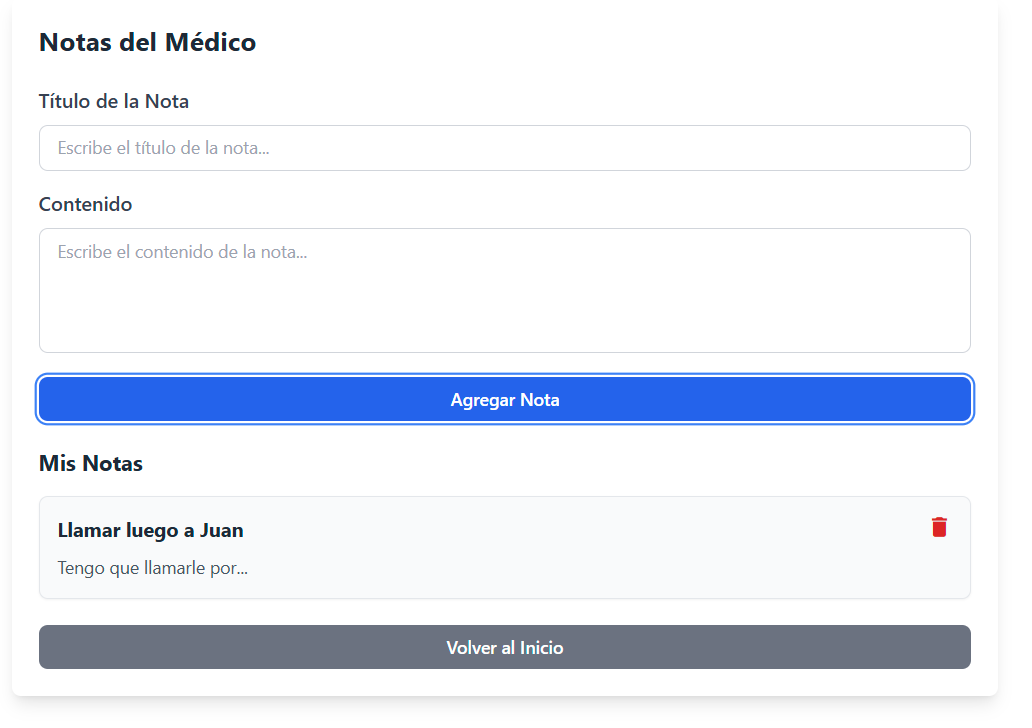 Notas del Médico
Título de la Nota
Escribe el título de la nota...
Contenido
Escribe el contenido de la nota...
Agregar Nota
Mis Notas
Llamar luego a Juan
Tengo que llamarle por...
Volver al Inicio